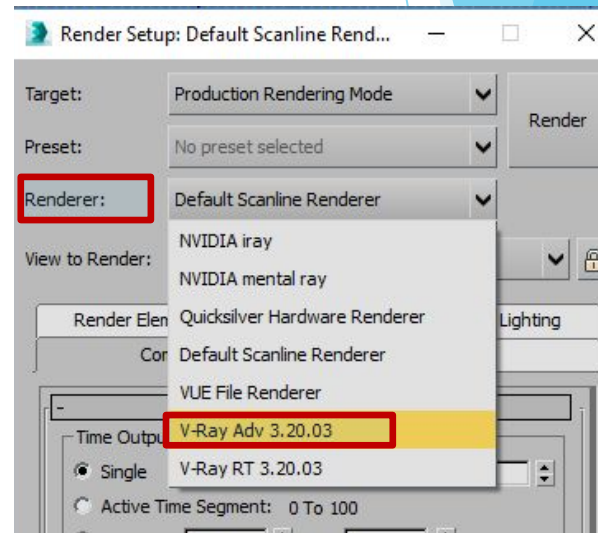 Render Setup: Default Scanline Rend...
Target: Production Rendering Mode
Render
Preset: No preset selected
Renderer: Default Scanline Renderer
NVIDIA iray
View to Render:
NVIDIA mental ray
Render Elem Quicksilver Hardware Renderer Lighting
Default Scanline Renderer
VUE File Renderer
Time Outpu V-Ray Adv 3.20.03
Single V-Ray RT 3.20.03
Active Time Segment: 0 To 100